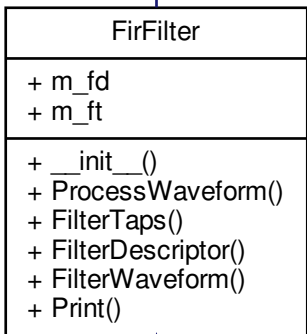 FirFilter
+ m_fd
+ m_ft
+ __init__()
+ ProcessWaveform()
+ FilterTaps()
+ FilterDescriptor()
+ FilterWaveform()
+ Print()